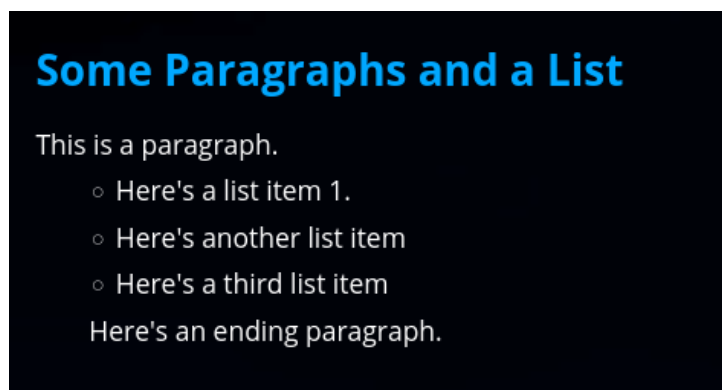 Some Paragraphs and a List
This is a paragraph.
Here's a list item 1.
Here's another list item
Here's a third list item
Here's an ending paragraph.